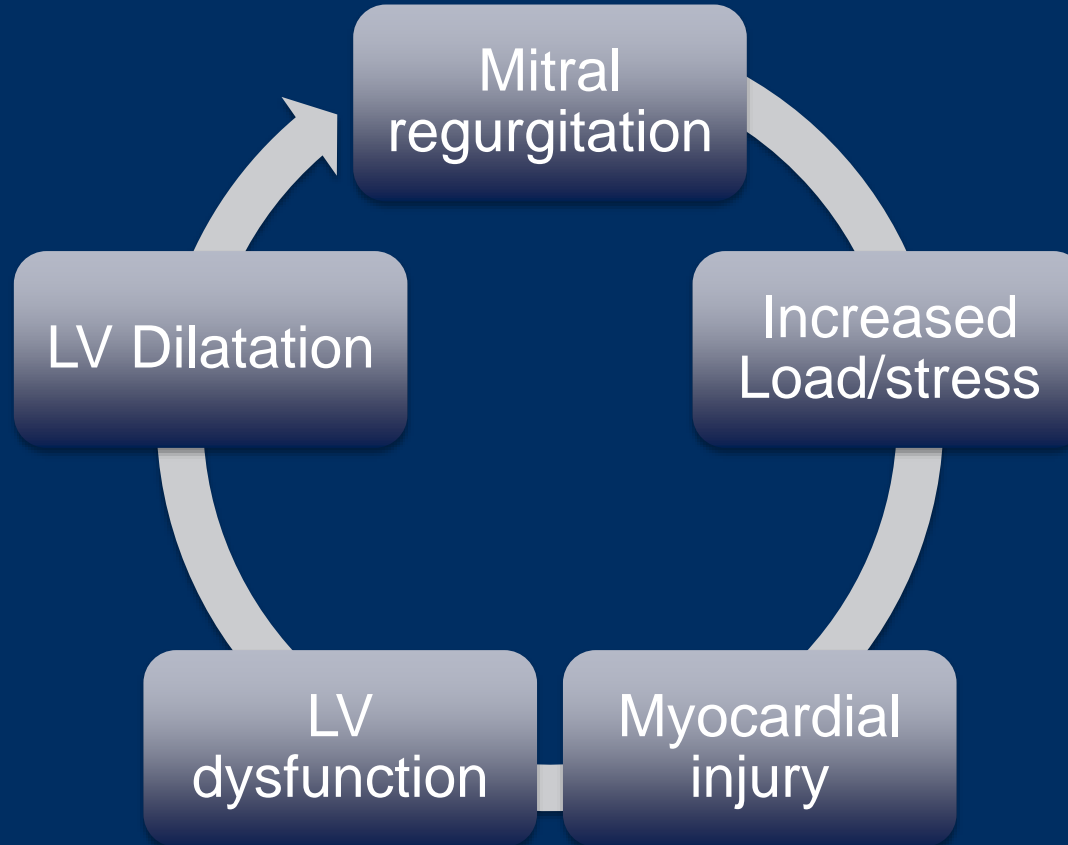 Mitral
regurgitation
Increased
Load/stress
Myocardial
injury
LV
dysfunction
LV Dilatation